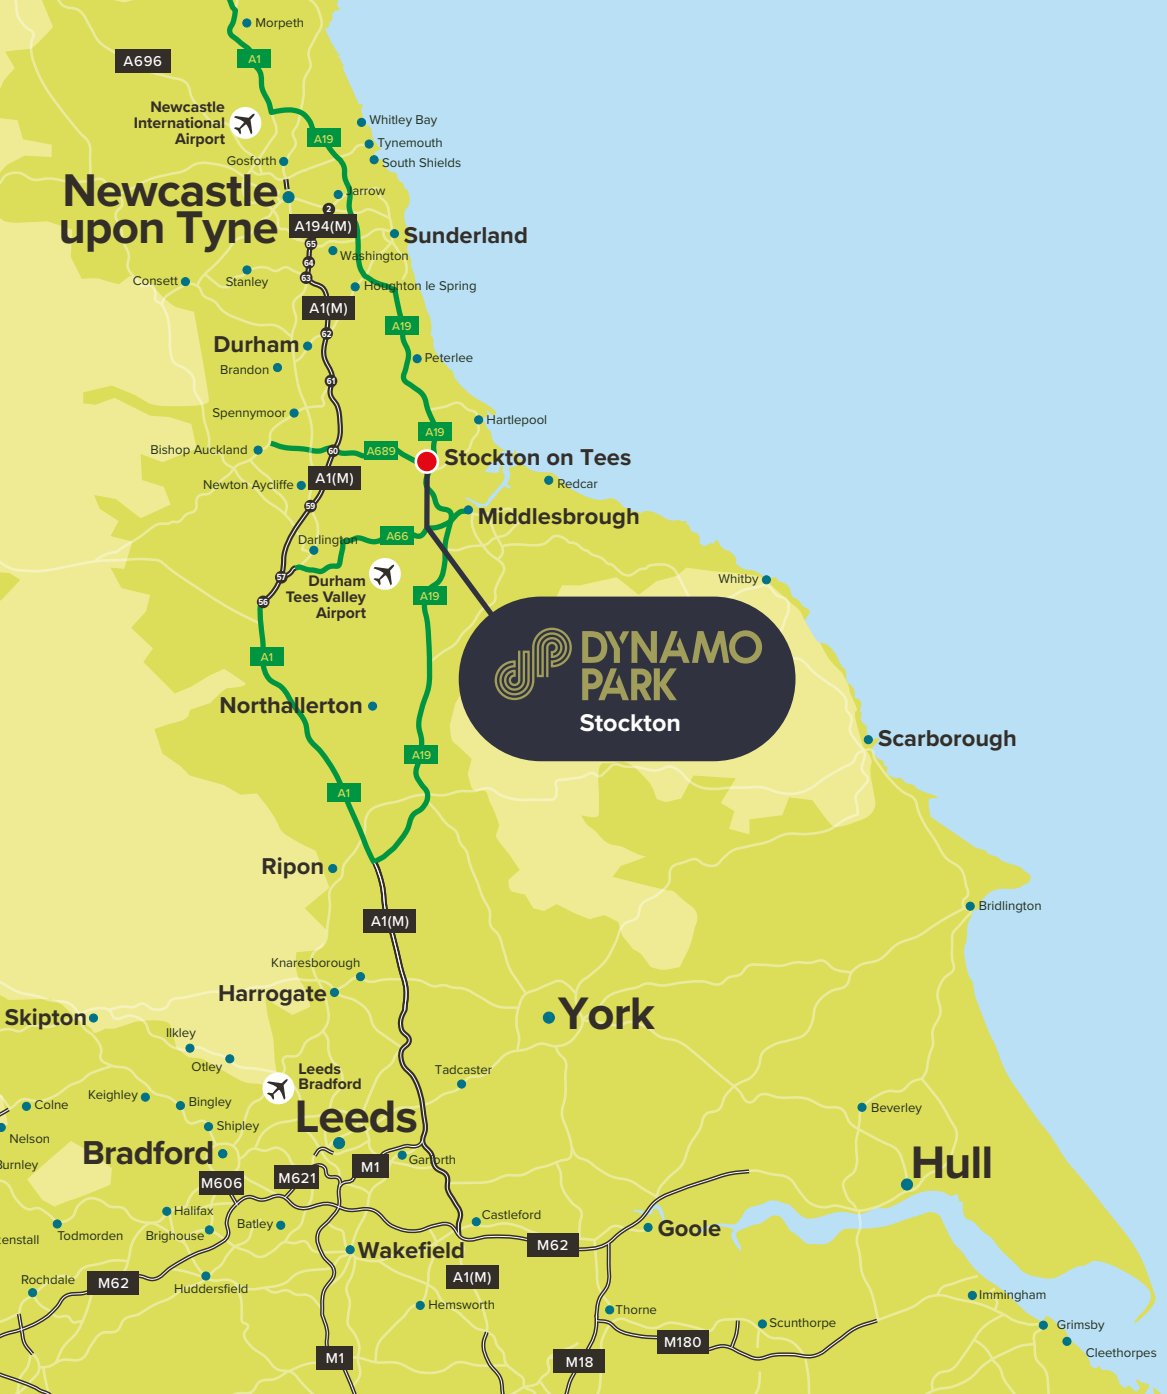 Morpeth
A696
A1
Newcastle
International
Airport
Whitley Bay
A19
Tynemouth
Gosforth
South Shields
Newcastle
upon Tyne
Jarrow
2
A194(M)
Sunderland
65
Washington
64
63
Consett
Stanley
Houghton le Spring
A1(M)
A19
62
Durham
Peterlee
Brandon
61
Spennymoor
Hartlepool
A19
Bishop Auckland
60
A689
Stockton on Tees
A1(M)
Newton Aycliffe
Redcar
59
Middlesbrough
Darlington
A66
57
Durham
Tees Valley
Airport
Whitby
56
A19
A1
DYNAMO
PARK
Stockton
Northallerton
Scarborough
A19
A1
Ripon
Bridlington
A1(M)
Knaresborough
Harrogate
York
Skipton
Ilkley
Otley
Leeds
Bradford
Tadcaster
Keighley
Bingley
Colne
Beverley
Leeds
Shipley
Nelson
Bradford
Garforth
M1
Burnley
Hull
M606
M621
Halifax
Castleford
Batley
Todmorden
Brighouse
Goole
enstall
M62
Wakefield
Rochdale
M62
Huddersfield
A1(M)
Immingham
Hemsworth
Thorne
Scunthorpe
Grimsby
M180
Cleethorpes
M1
M18